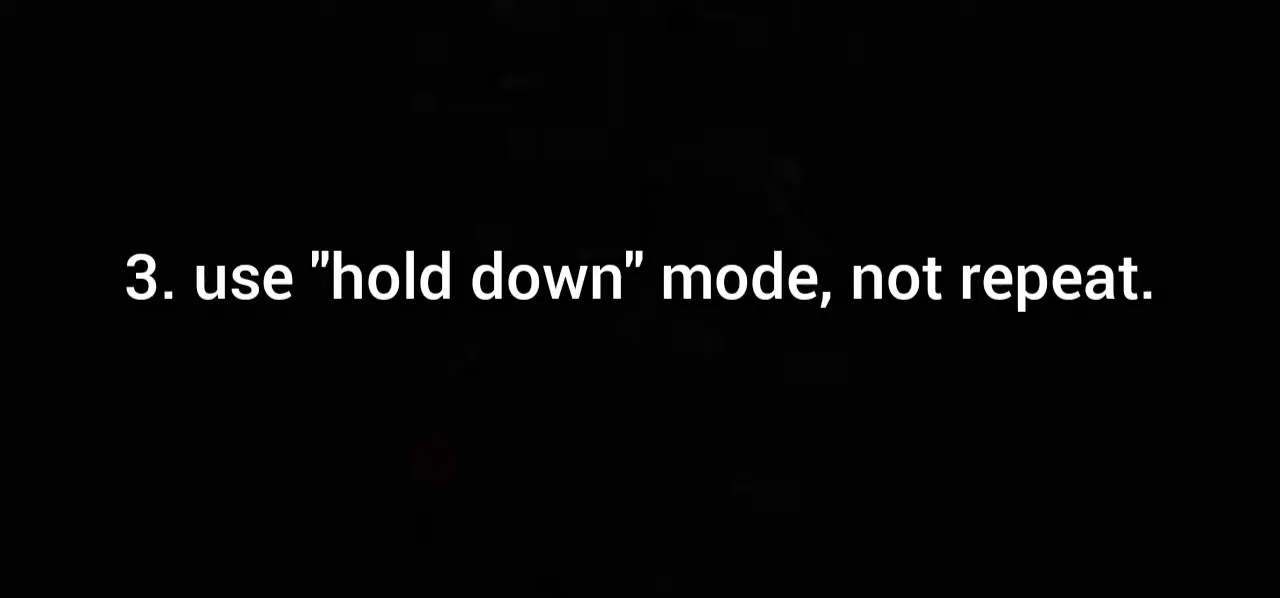 3. use "hold down" mode, not repeat.